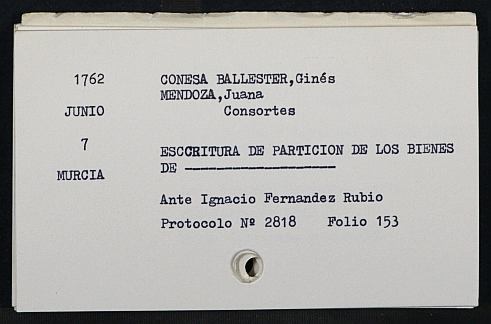 1762 CONESA BALLESTER,Ginés
MENDOZA,Juana
JUNIO Consortes
7
ESCCRITURA DE PARTICION DE LOS BIENES
MURCIA DE -------------------
Ante Ignacio Fernandez Rubio
Protocolo Nº 2818 Folio 153